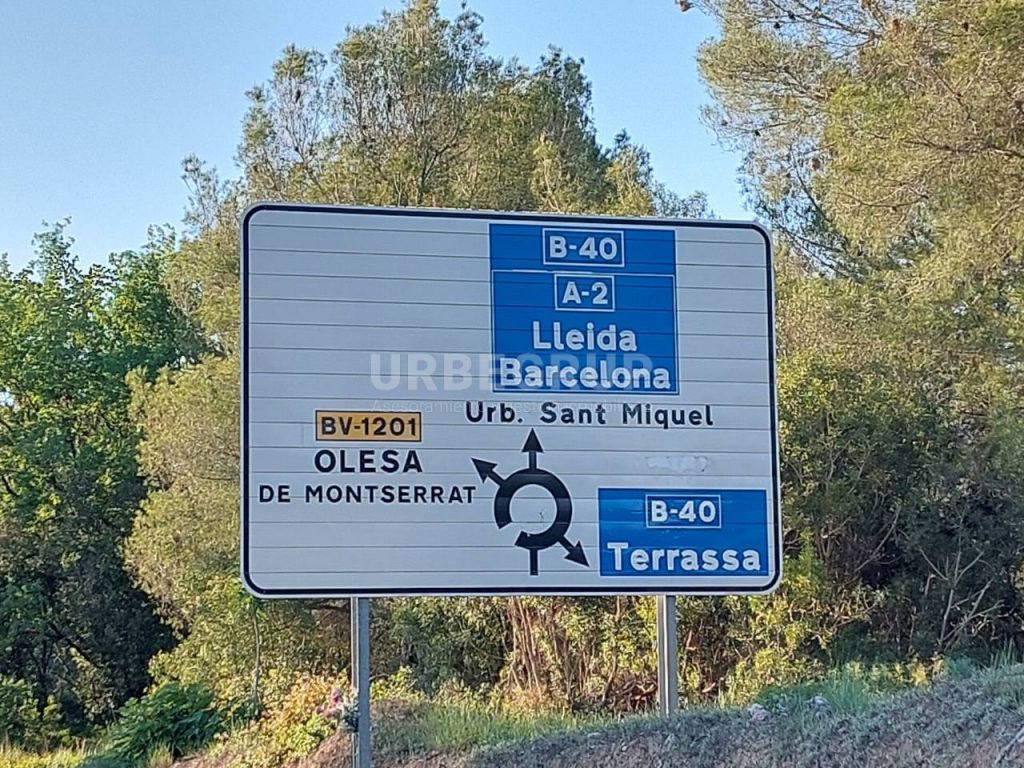 B-40
A-2
Lleida
Barcelona
URBEGRUP
Urb. Sant Miquel
BV-1201
OLESA
DE MONTSERRAT
B-40
Terrassa